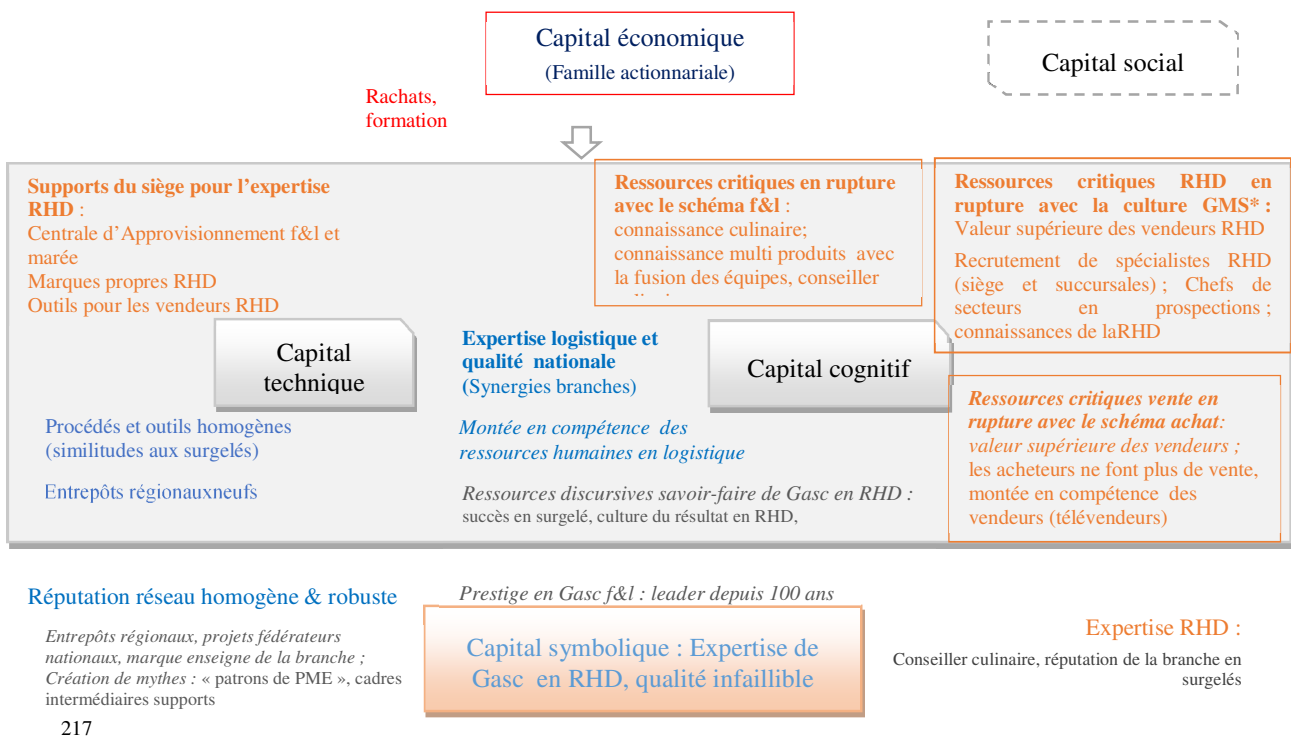 Capital économique
(Famille actionnariale)
Capital social
Rachats,
formation
Supports du siège pour l'expertise
RHD :
Centrale d'Approvisionnement f&l et
marée
Marques propres RHD
Outils pour les vendeurs RHD
Ressources critiques en rupture
avec le schéma f&l :
connaissance culinaire;
connaissance multi produits avec
la fusion des équipes, conseiller
Ressources critiques RHD en
rupture avec la culture GMS* :
Valeur supérieure des vendeurs RHD
Recrutement de spécialistes RHD
(siège et succursales) ; Chefs de
secteurs en prospections ;
connaissances de laRHD
Capital
technique
Expertise logistique et
qualité nationale
(Synergies branches)
Capital cognitif
Procédés et outils homogènes
(similitudes aux surgelés)
Entrepôts régionauxneufs
Montée en compétence des
ressources humaines en logistique
Ressources discursives savoir-faire de Gasc en RHD :
succès en surgelé, culture du résultat en RHD,
Ressources critiques vente en
rupture avec le schéma achat:
valeur supérieure des vendeurs ;
les acheteurs ne font plus de vente,
montée en compétence des
vendeurs (télévendeurs)
Réputation réseau homogène & robuste
Entrepôts régionaux, projets fédérateurs
nationaux, marque enseigne de la branche ;
Création de mythes : « patrons de PME », cadres
intermédiaires supports
Prestige en Gasc f&l : leader depuis 100 ans
Capital symbolique : Expertise de
Gasc en RHD, qualité infaillible
Expertise RHD :
Conseiller culinaire, réputation de la branche en
surgelés
217